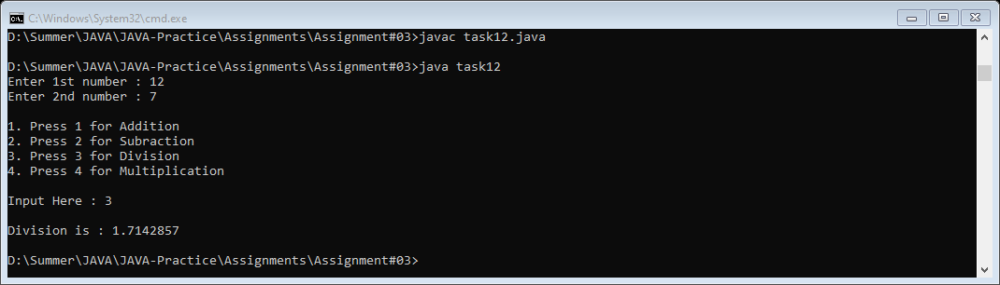 C:\Windows\System32\cmd.exe
D:\Summer\JAVA\JAVA-Practice\Assignments\Assignment#03>javac task12.java
D:\Summer\JAVA\JAVA-Practice\Assignments\Assignment#03>java task12
Enter 1st number : 12
Enter 2nd number : 7
1. Press 1 for Addition
2. Press 2 for Subraction
3. Press 3 for Division
4. Press 4 for Multiplication
Input Here : 3
Division is : 1.7142857
D:\Summer\JAVA\JAVA-Practice\Assignments\Assignment#03>